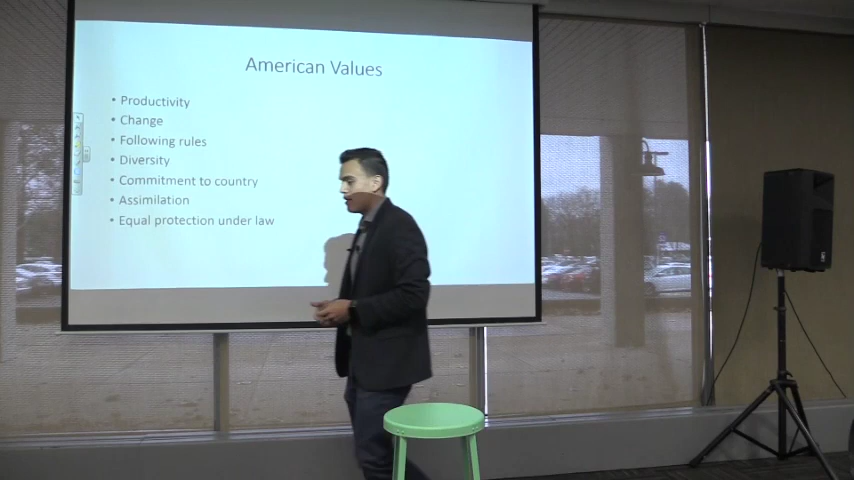 American Values
• Productivity
• Change
• Following rules
• Diversity
• Commitment to country
• Assimilation
• Equal protection under law